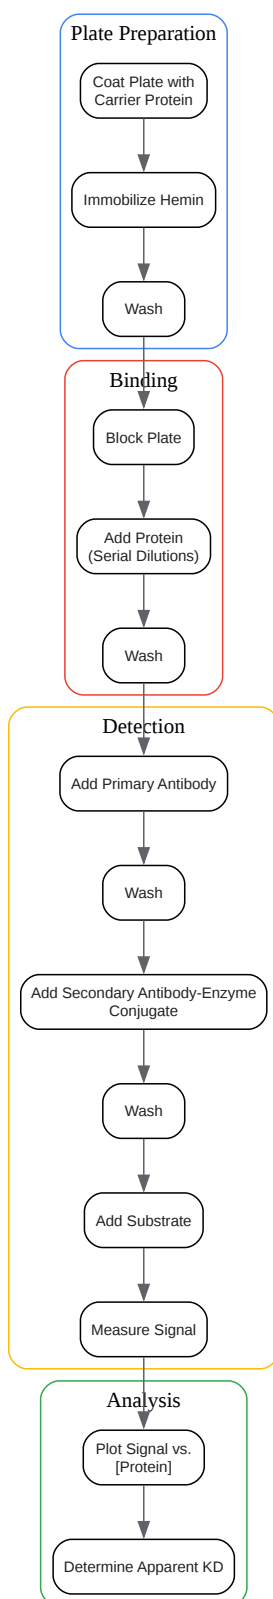 Plate Preparation
Coat Plate with
Carrier Protein
Immobilize Hemin
Wash
Binding
Block Plate
Add Protein
(Serial Dilutions)
Wash
Detection
Add Primary Antibody
Wash
Add Secondary Antibody-Enzyme
Conjugate
Wash
Add Substrate
Measure Signal
Analysis
Plot Signal vs.
[Protein]
Determine Apparent KD